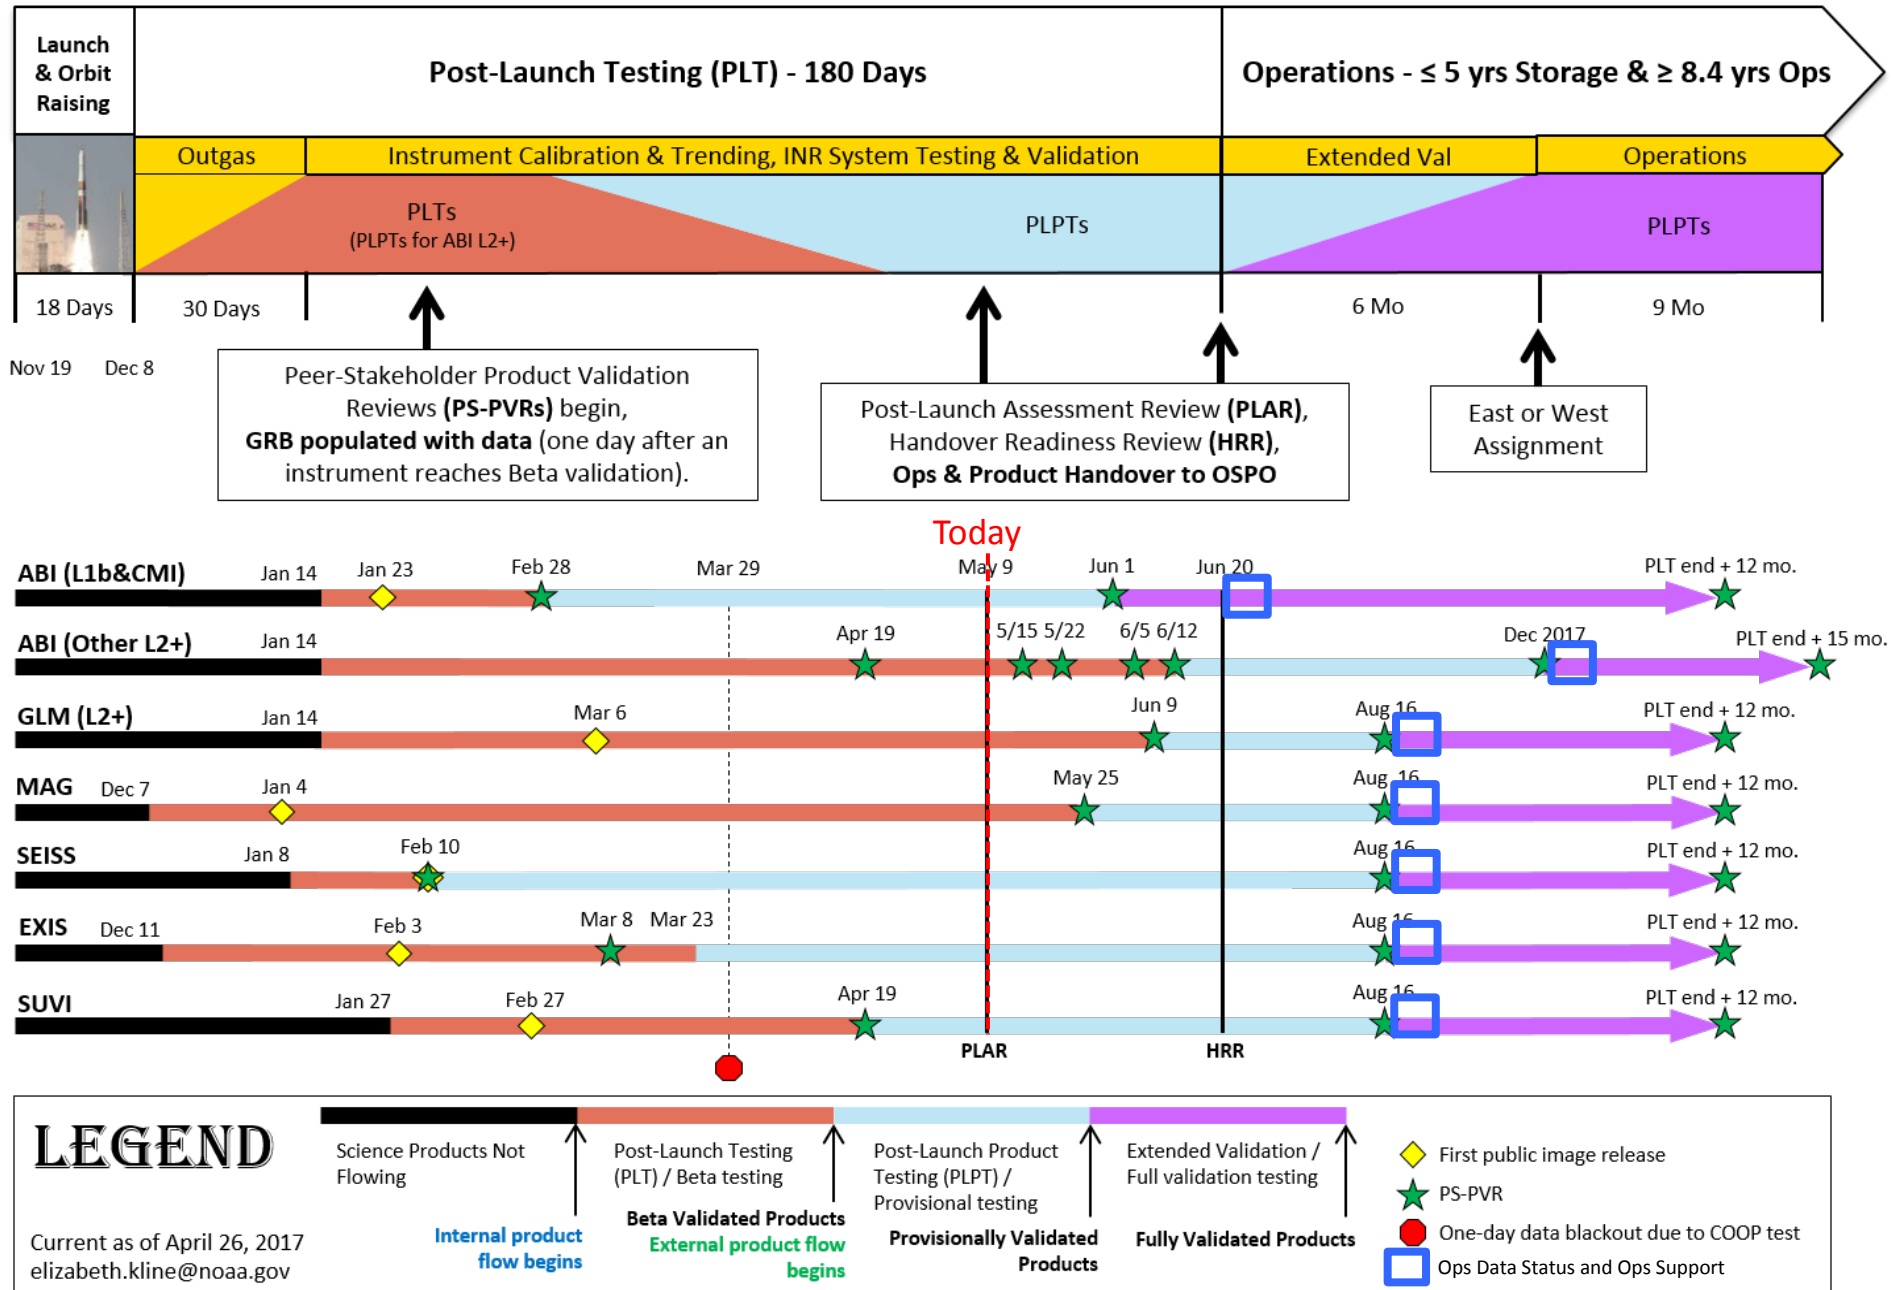 Launch
& Orbit
Raising
Post-Launch Testing (PLT) - 180 Days
Operations - ≤ 5 yrs Storage & ≥ 8.4 yrs Ops
Outgas
Instrument Calibration & Trending, INR System Testing & Validation
Extended Val
Operations
PLTs
(PLPTs for ABI L2+)
PLPTs
PLPTs
18 Days
30 Days
6 Mo
9 Mo
Nov 19
Dec 8
Peer-Stakeholder Product Validation
Reviews (PS-PVRs) begin,
GRB populated with data (one day after an
instrument reaches Beta validation).
Post-Launch Assessment Review (PLAR),
Handover Readiness Review (HRR),
Ops & Product Handover to OSPO
East or West
Assignment
Today
ABI (L1b&CMI)
Jan 14
Jan 23
Feb 28
Mar 29
May 9
Jun 1
Jun 20
PLT end + 12 mo.
ABI (Other L2+)
Jan 14
Apr 19
5/15 5/22
6/5 6/12
Dec 2017
PLT end + 15 mo.
GLM (L2+)
Jan 14
Mar 6
Jun 9
Aug 16
PLT end + 12 mo.
MAG
Dec 7
Jan 4
May 25
Aug 16
PLT end + 12 mo.
SEISS
Jan 8
Feb 10
Aug 16
PLT end + 12 mo.
EXIS
Dec 11
Feb 3
Mar 8
Mar 23
Aug 16
PLT end + 12 mo.
SUVI
Jan 27
Feb 27
Apr 19
Aug 16
PLT end + 12 mo.
PLAR
HRR
LEGEND
Current as of April 26, 2017
elizabeth.kline@noaa.gov
Science Products Not
Flowing
Internal product
flow begins
Post-Launch Testing
(PLT) / Beta testing
Beta Validated Products
External product flow
begins
Post-Launch Product
Testing (PLPT) /
Provisional testing
Provisionally Validated
Products
Extended Validation /
Full validation testing
Fully Validated Products
First public image release
PS-PVR
One-day data blackout due to COOP test
Ops Data Status and Ops Support